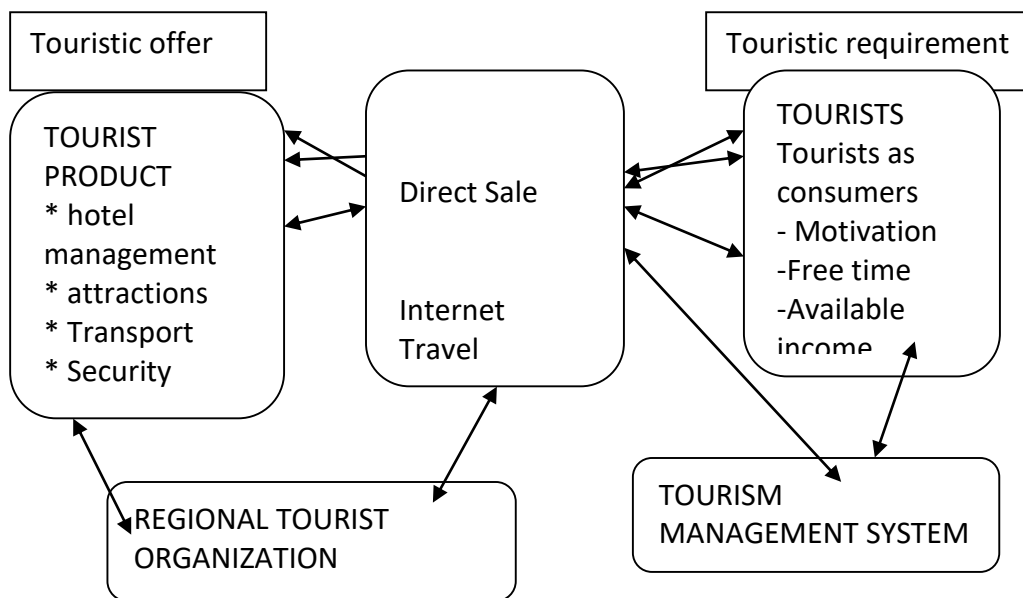 Touristic offer
Touristic requirement
TOURIST
PRODUCT
* hotel
management
* attractions
* Transport
* Security
Direct Sale
Internet
Travel
TOURISTS
Tourists as
consumers
- Motivation
-Free time
-Available
income
REGIONAL TOURIST
ORGANIZATION
TOURISM
MANAGEMENT SYSTEM